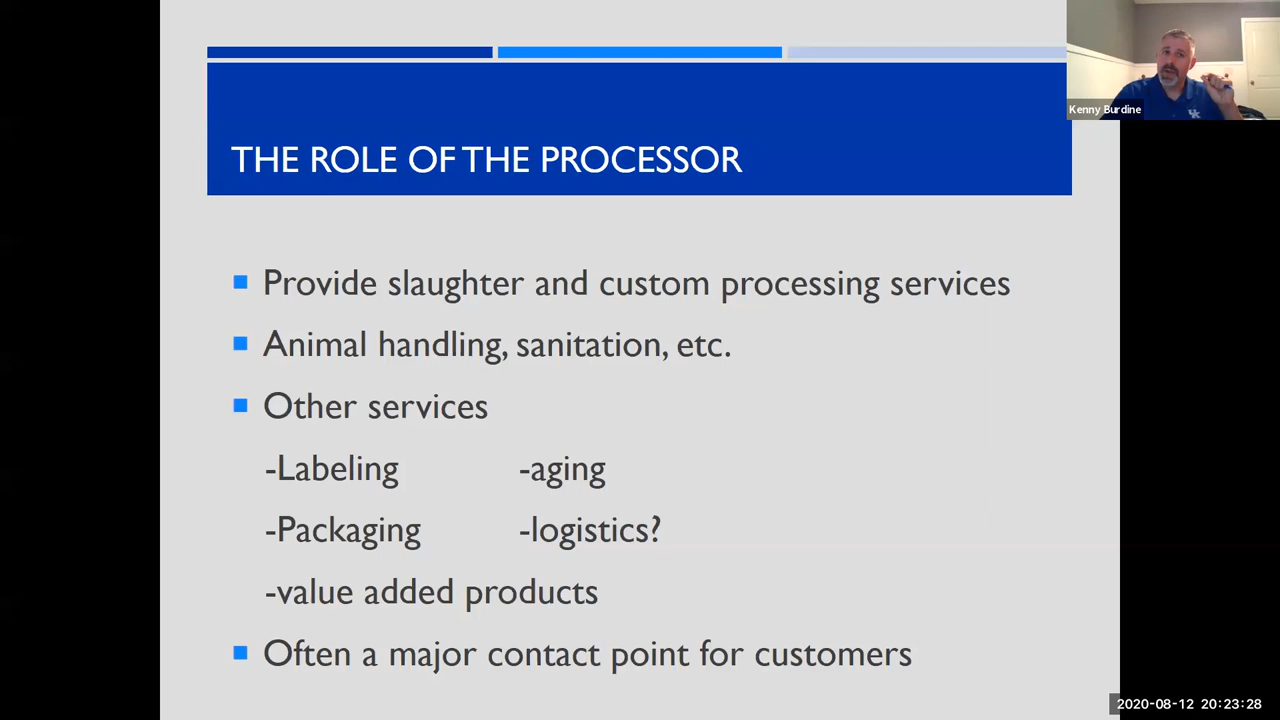 Kenny Burdine
UK
THE ROLE OF THE PROCESSOR
Provide slaughter and custom processing services
Animal handling, sanitation, etc.
Other services
-Labeling -aging
-Packaging -logistics?
-value added products
Often a major contact point for customers
2020-08-12 20:23:28